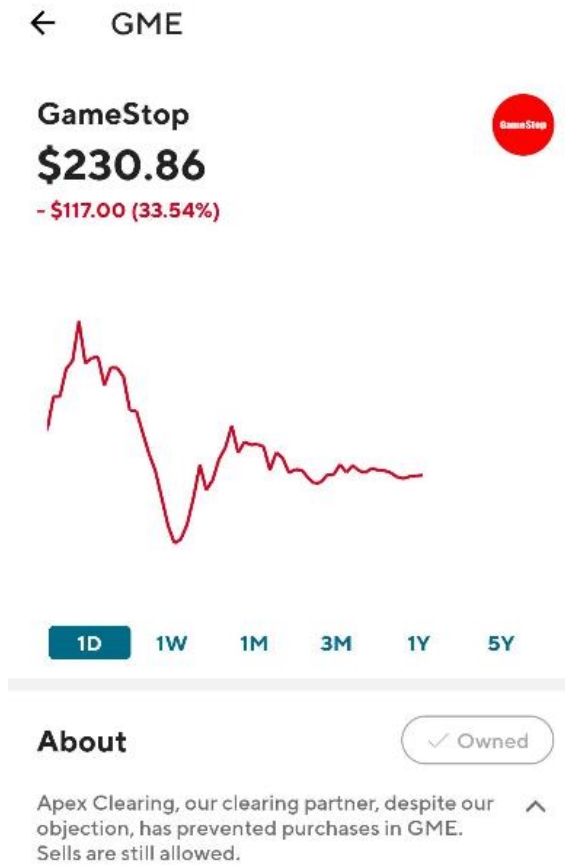 ← GME
GameStop
GameStop
$230.86
- $117.00 (33.54%)
1D 1W 1M 3M 1Y 5Y
About
✓ Owned
Apex Clearing, our clearing partner, despite our
objection, has prevented purchases in GME.
Sells are still allowed.